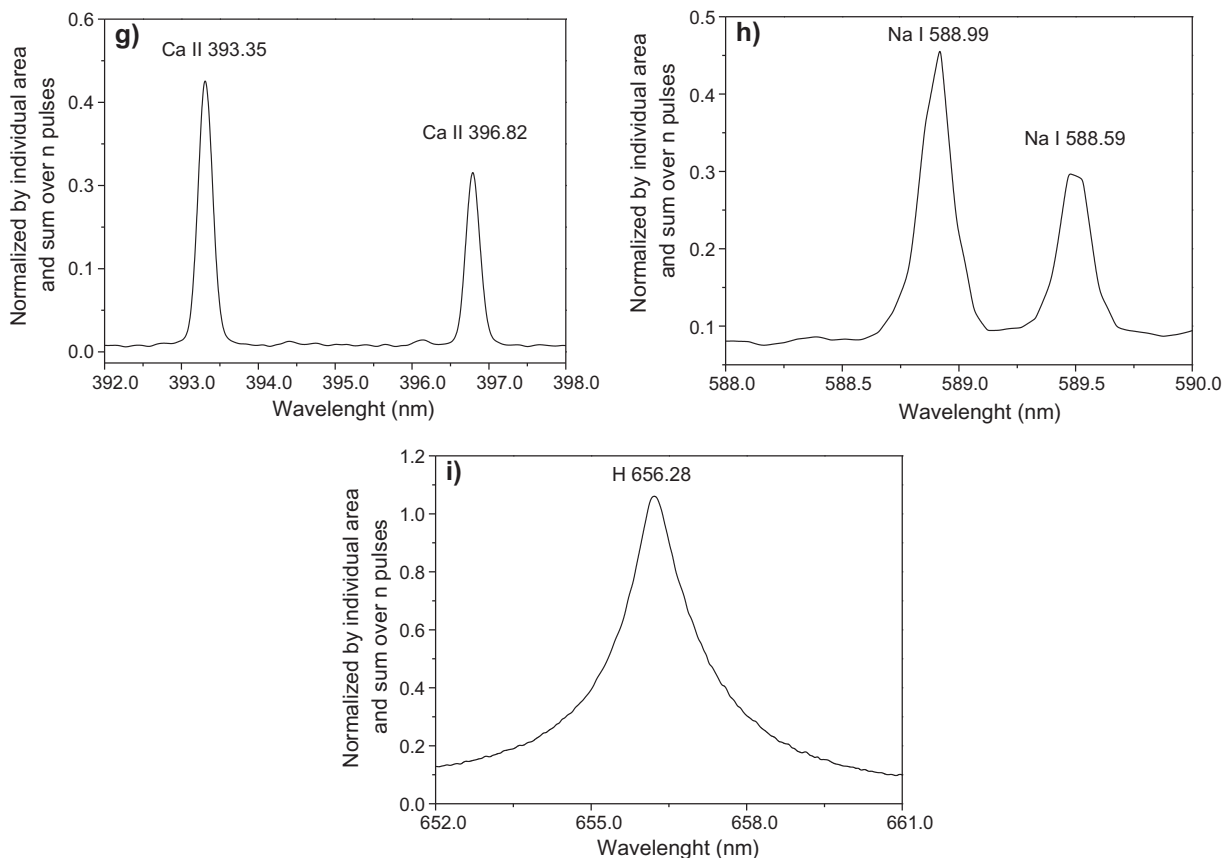 g)
Ca II 393.35
Ca II 396.82
Normalized by individual area
and sum over n pulses
0.6
0.4
0.3
0.1
0.0
392.0 393.0 394.0 395.0 396.0 397.0 398.0
Wavelenght (nm)
h)
Na I 588.99
Na I 588.59
Normalized by individual area
and sum over n pulses
0.5
0.4
0.3
0.2
0.1
588.0 588.5 589.0 589.5 590.0
Wavelenght (nm)
i)
H 656.28
Normalized by individual area
and sum over n pulses
1.2
1.0
0.8
0.6
0.4
0.2
0.0
652.0 655.0 658.0 661.0
Wavelenght (nm)